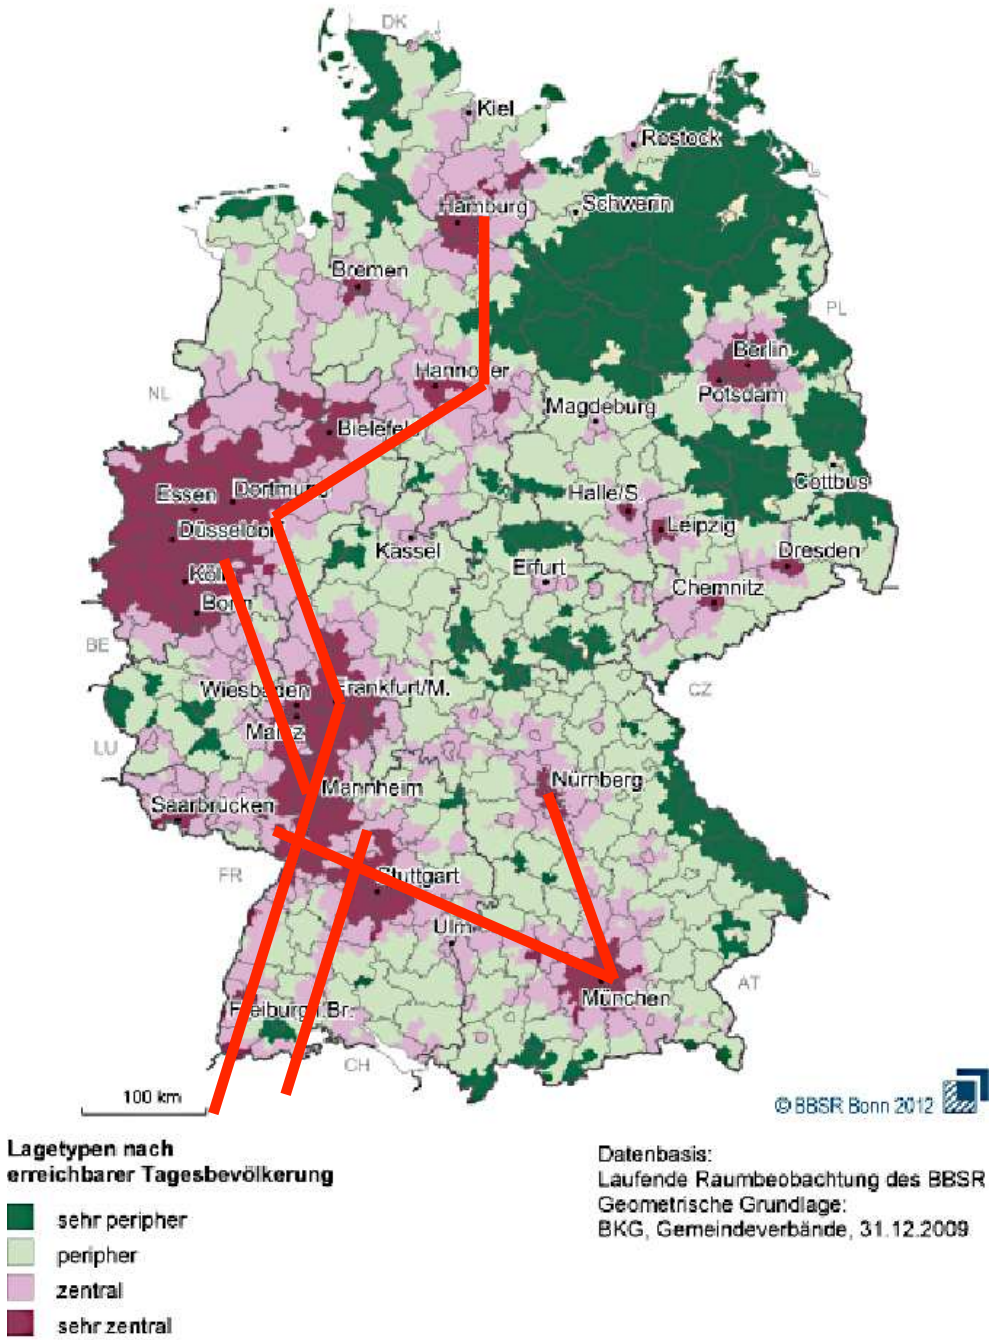 DK
Kiel
Rostock
Hamburg
Schwerin
Bremen
PL
Berlin
Hannover
NL
Potsdam
Magdeburg
Bielefeld
Essen
Dortmund
Halle/S.
Cottbus
Düsseldorf
Leipzig
Kassel
Dresden
Erfurt
Köln
Chemnitz
Bonn
BE
Wiesbaden
Frankfurt/M.
CZ
Mainz
LU
Nürnberg
Mannheim
Saarbrücken
FR
Stuttgart
Ulm
AT
München
Freiburg i.Br.
CH
100 km
© BBSR Bonn 2012
Lagetypen nach
erreichbarer Tagesbevölkerung
sehr peripher
peripher
zentral
sehr zentral
Datenbasis:
Laufende Raumbeobachtung des BBSR
Geometrische Grundlage:
BKG, Gemeindeverbände, 31.12.2009